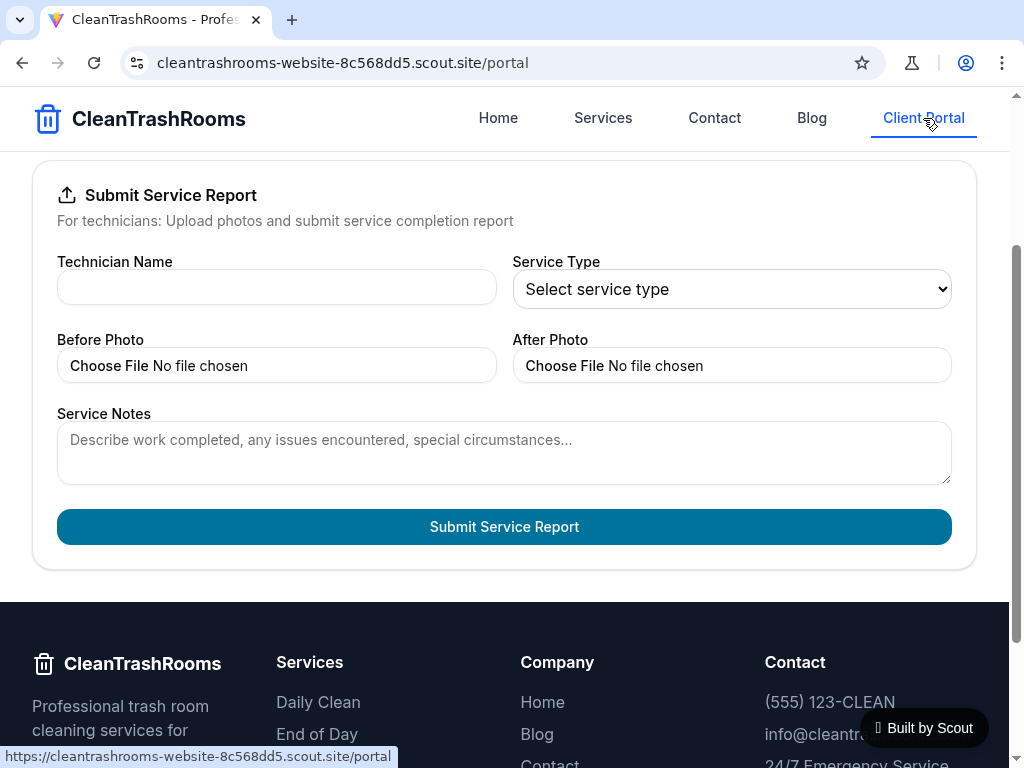 CleanTrashRooms - Profes
cleantrashrooms-website-8c568dd5.scout.site/portal
CleanTrashRooms
Home
Services
Contact
Blog
Client Portal
Submit Service Report
For technicians: Upload photos and submit service completion report
Technician Name
Service Type
Select service type
Before Photo
After Photo
Choose File No file chosen
Choose File No file chosen
Service Notes
Describe work completed, any issues encountered, special circumstances...
Submit Service Report
CleanTrashRooms
Professional trash room
cleaning services for
Services
Daily Clean
End of Day
Company
Home
Blog
Contact
Contact
(555) 123-CLEAN
info@cleantra
24/7 Emergency Service
Built by Scout
https://cleantrashrooms-website-8c568dd5.scout.site/portal